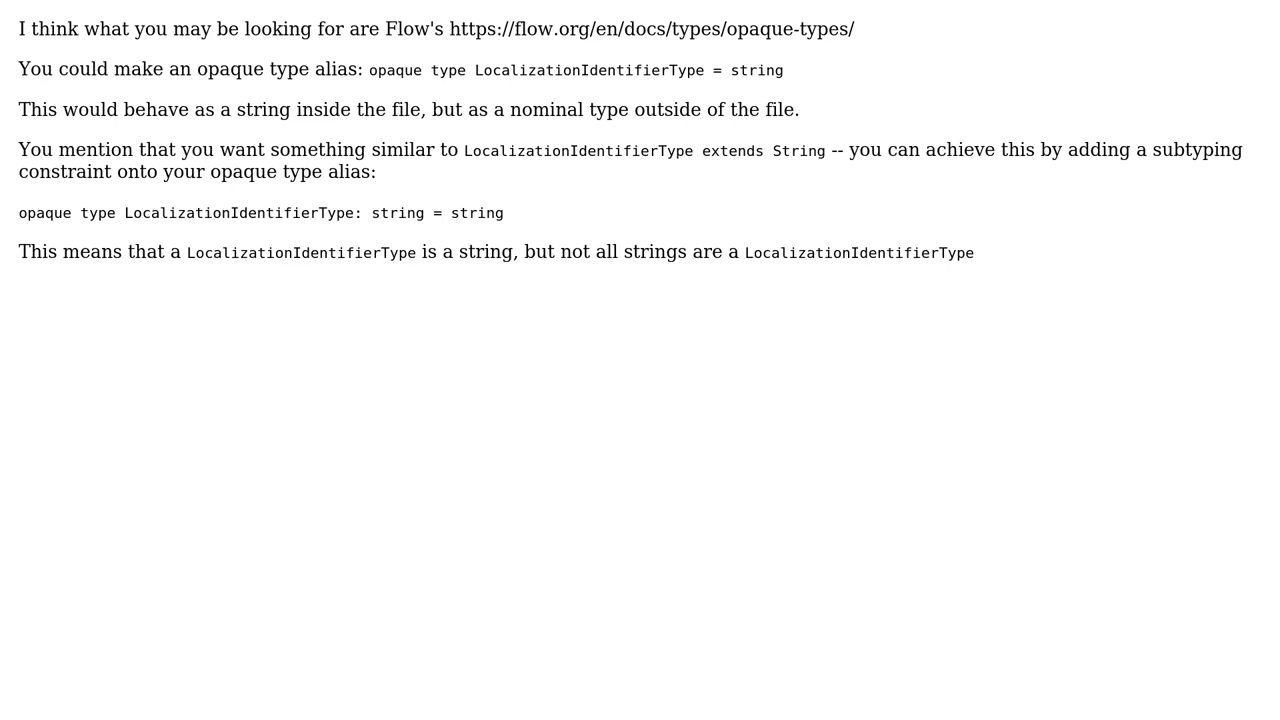 I think what you may be looking for are Flow's https://flow.org/en/docs/types/opaque-types/
You could make an opaque type alias: opaque type LocalizationIdentifierType = string
This would behave as a string inside the file, but as a nominal type outside of the file.
You mention that you want something similar to LocalizationIdentifierType extends String -- you can achieve this by adding a subtyping
constraint onto your opaque type alias:
opaque type LocalizationIdentifierType: string = string
This means that a LocalizationIdentifierType is a string, but not all strings are a LocalizationIdentifierType